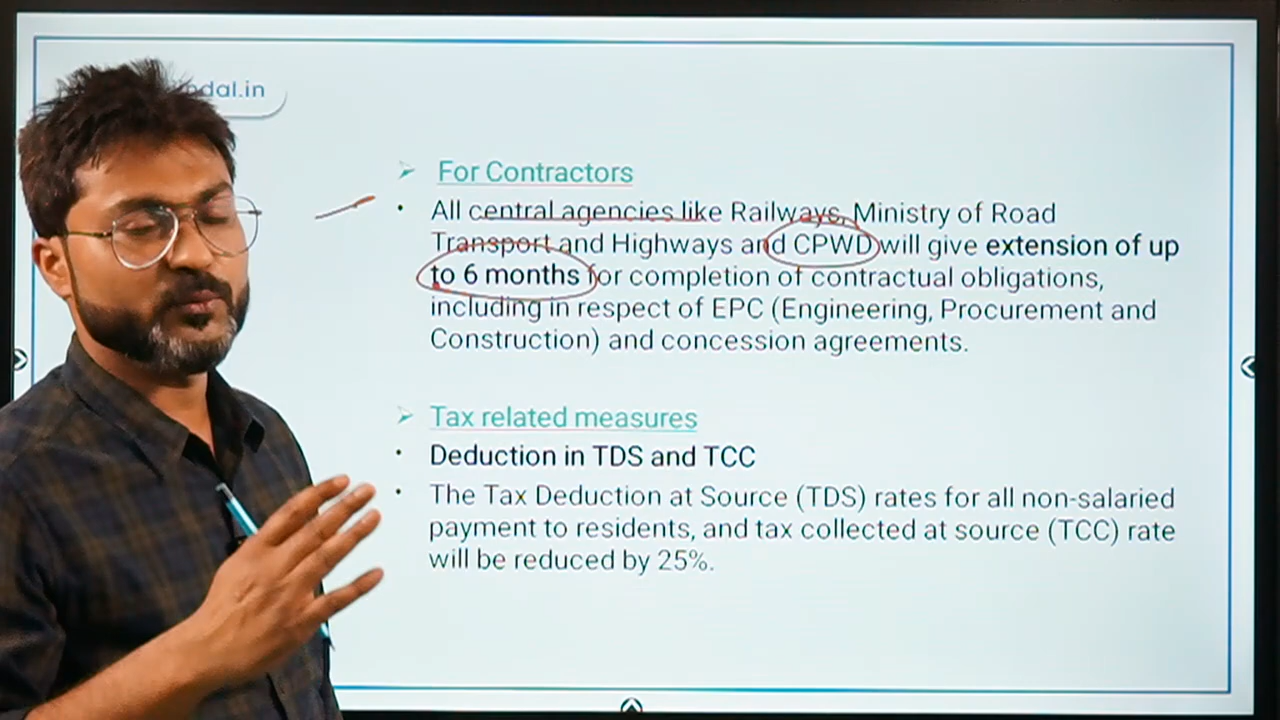 dal.in
For Contractors
All central agencies like Railways, Ministry of Road
Transport and Highways and CPWD will give extension of up
to 6 months for completion of contractual obligations,
including in respect of EPC (Engineering, Procurement and
Construction) and concession agreements.
Tax related measures
Deduction in TDS and TCC
The Tax Deduction at Source (TDS) rates for all non-salaried
payment to residents, and tax collected at source (TCC) rate
will be reduced by 25%.